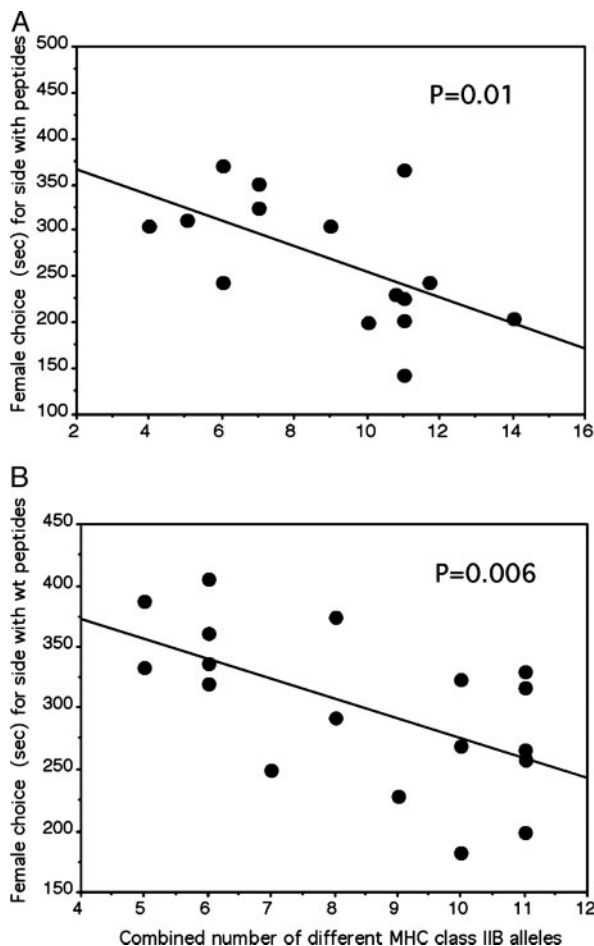 A
Female choice (sec) for side with peptides
500
450
400
350
300
250
200
150
100
P=0.01
2 4 6 8 10 12 14 16
B
Female choice (sec) for side with wt peptides
450
400
350
300
250
200
150
P=0.006
4 5 6 7 8 9 10 11 12
Combined number of different MHC class IIB alleles